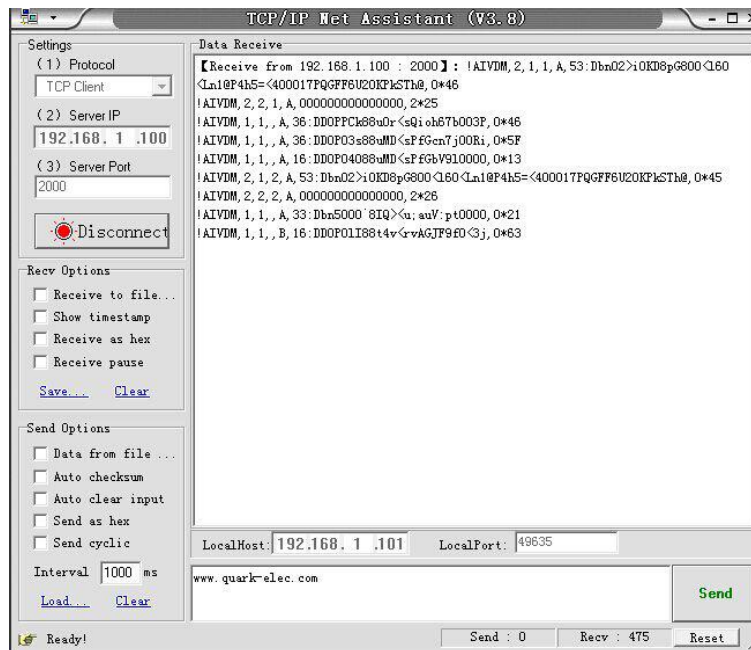 TCP/IP Net Assistant (V3.8)
Settings
(1) Protocol
TCP Client
(2) Server IP
192.168. 1 .100
(3) Server Port
2000
Disconnect
Recv Options
Receive to file...
Show timestamp
Receive as hex
Receive pause
Save... Clear
Send Options
Data from file ...
Auto checksum
Auto clear input
Send as hex
Send cyclic
Interval 1000 ms
Load... Clear
Data Receive
【Receive from 192.168.1.100 : 2000】: !AIVDM,2,1,1,A,53:Dbn02>i0KD8pG800<l60
<Ln1@P4h5=<400017PQGFF6U20KPkSTh@,0*46
!AIVDM,2,2,1,A,000000000000000,2*25
!AIVDM,1,1,,A,36:DD0PPCk88u0r<sQioh67b003P,0*46
!AIVDM,1,1,,A,36:DD0P03s88uMD<sPfGcn7j00Ri,0*5F
!AIVDM,1,1,,A,16:DDOP04088uMD<sPfGbV9l0000,0*13
!AIVDM,2,1,2,A,53:Dbn02>i0KD8pG800<l60<Ln1@P4h5=<400017PQGFF6U20KPkSTh@,0*45
!AIVDM,2,2,2,A,000000000000000,2*26
!AIVDM,1,1,,A,33:Dbn5000`8IQ><u;auV:pt0000,0*21
!AIVDM,1,1,,B,16:DD0P01I88t4v<rvAGJF9f0<3j,0*63
LocalHost: 192.168. 1 .101 LocalPort: 49635
www.quark-elec.com
Send
Ready! Send : 0 Recv : 475 Reset